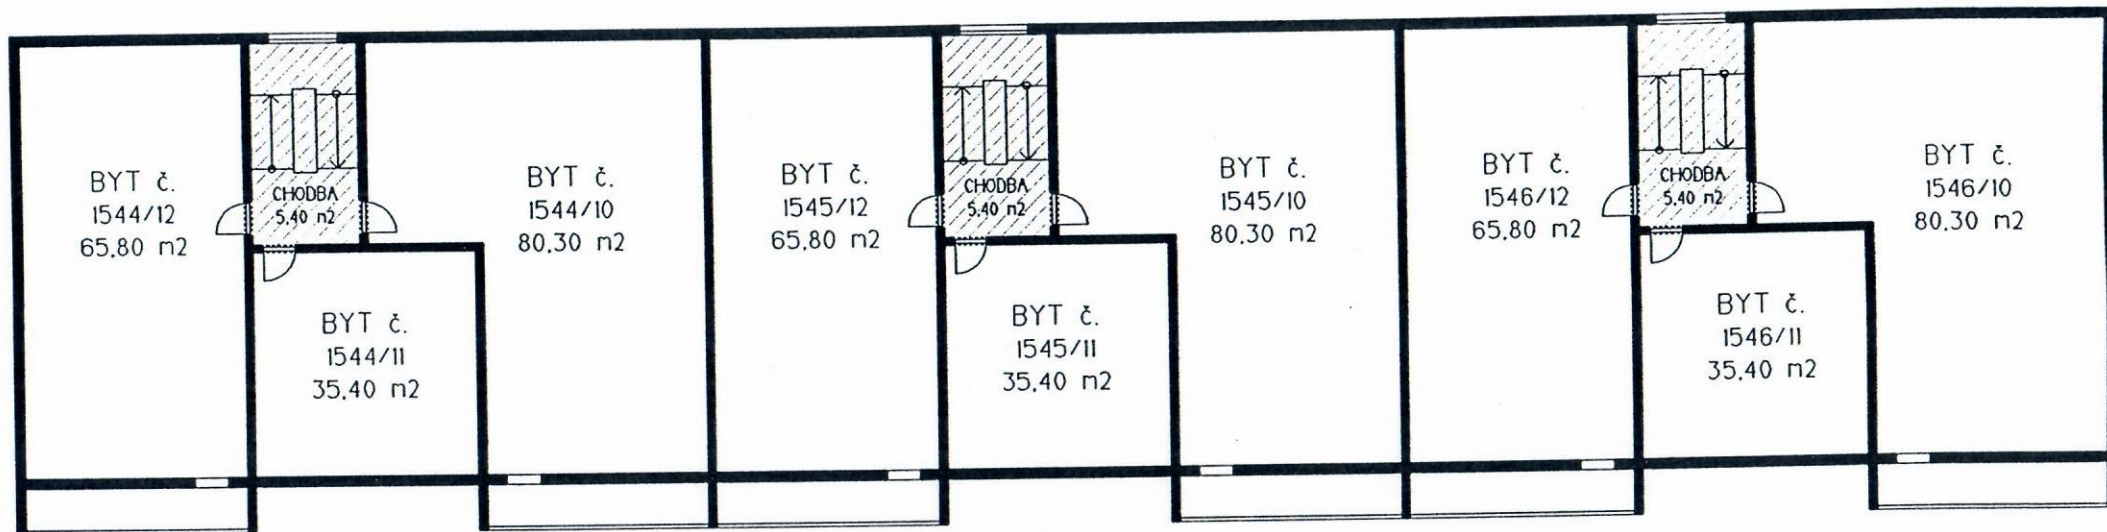 BYT č.
1544/12
65,80 m2
CHODBA
5,40 m2
BYT č.
1544/10
80,30 m2
BYT č.
1544/11
35,40 m2
BYT č.
1545/12
65,80 m2
CHODBA
5,40 m2
BYT č.
1545/10
80,30 m2
BYT č.
1545/11
35,40 m2
BYT č.
1546/12
65,80 m2
CHODBA
5,40 m2
BYT č.
1546/10
80,30 m2
BYT č.
1546/11
35,40 m2